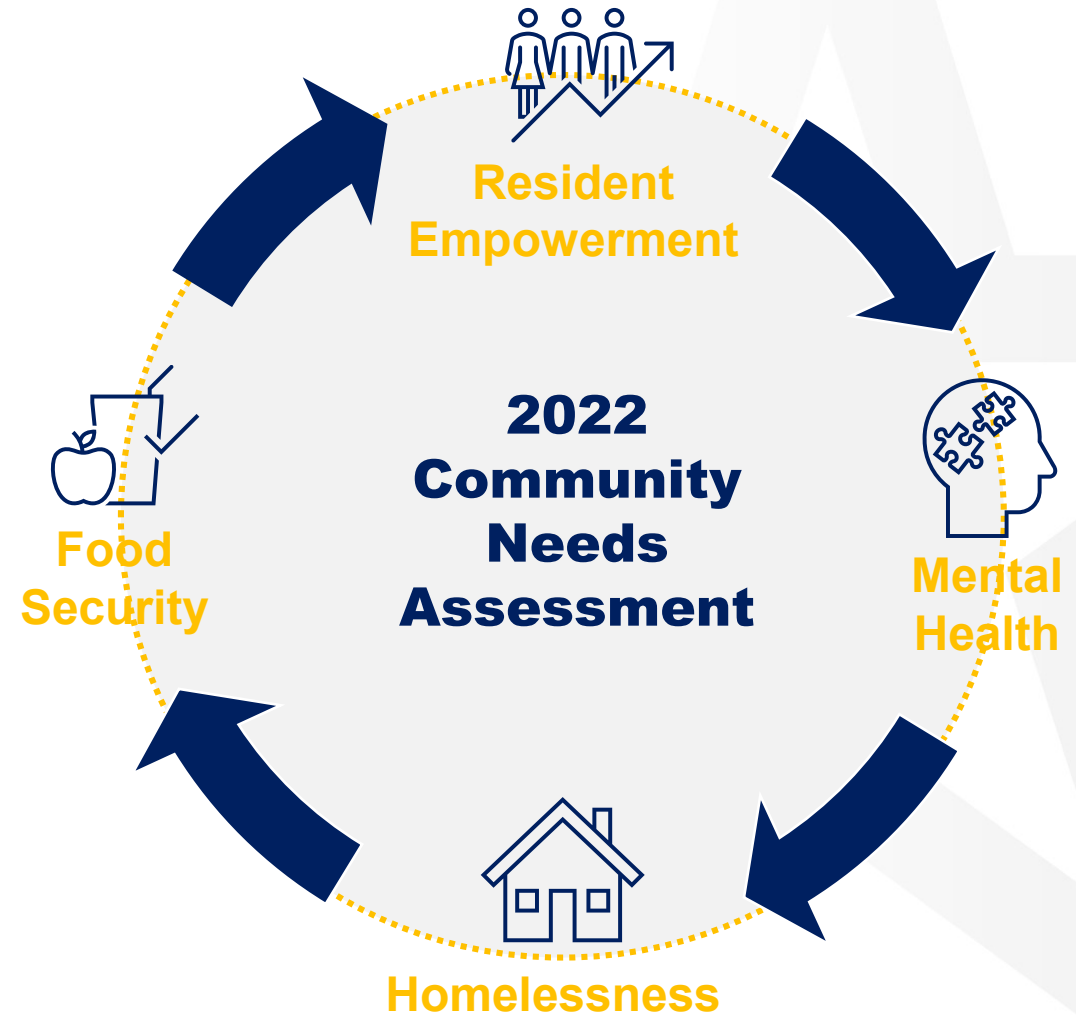 Resident
Empowerment
2022
Community
Needs
Assessment
Food
Security
Mental
Health
Homelessness